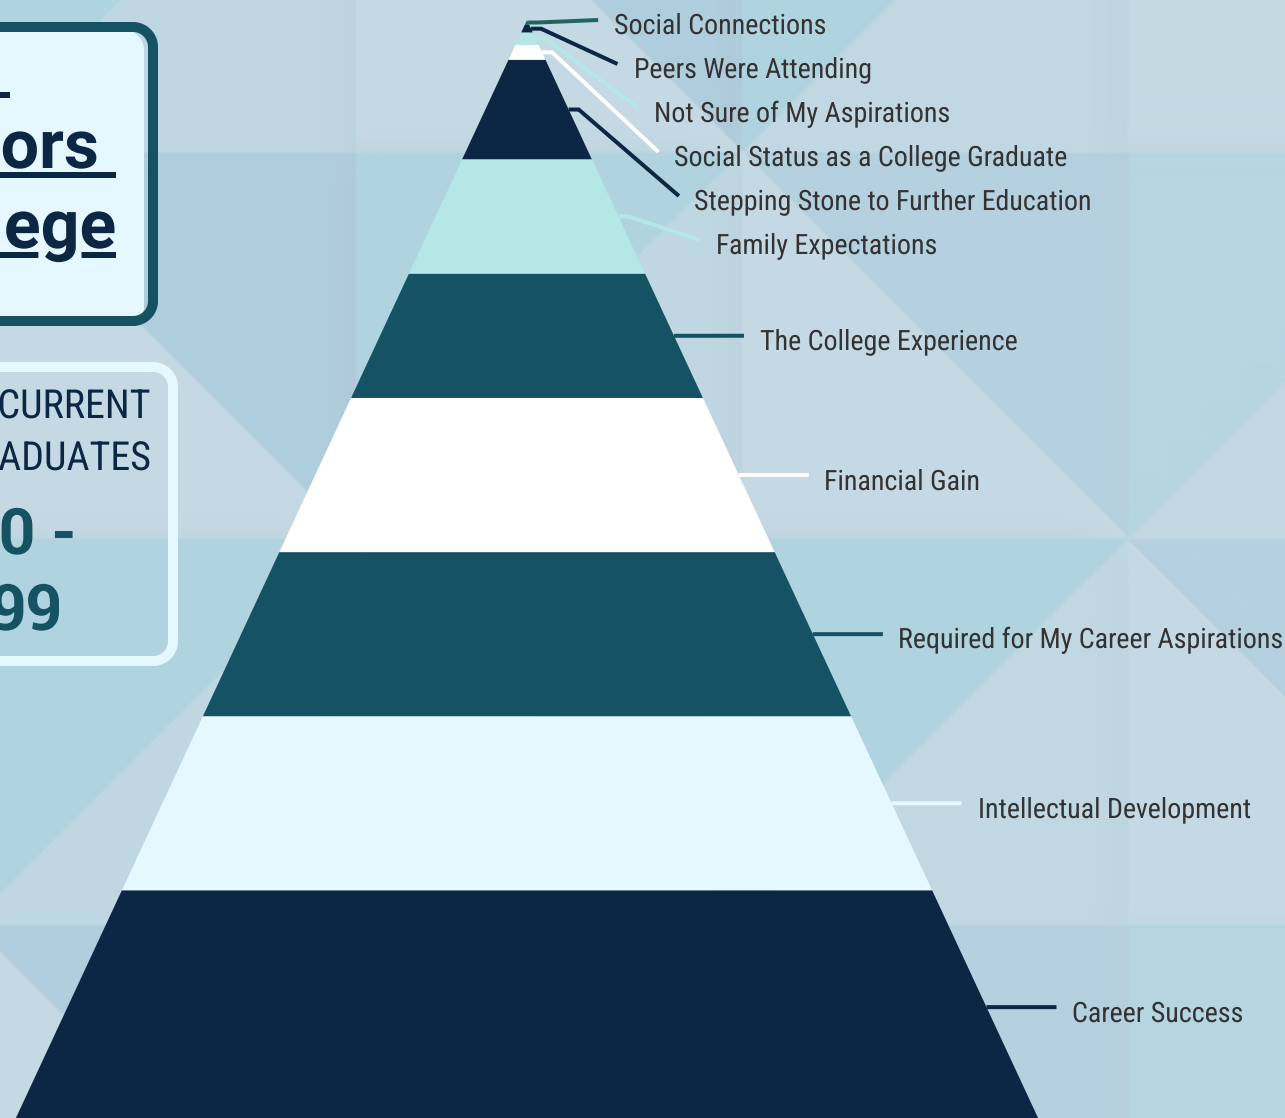 ors
ege
CURRENT
ADUATES
0 -
99
Social Connections
Peers Were Attending
Not Sure of My Aspirations
Social Status as a College Graduate
Stepping Stone to Further Education
Family Expectations
The College Experience
Financial Gain
Required for My Career Aspirations
Intellectual Development
Career Success